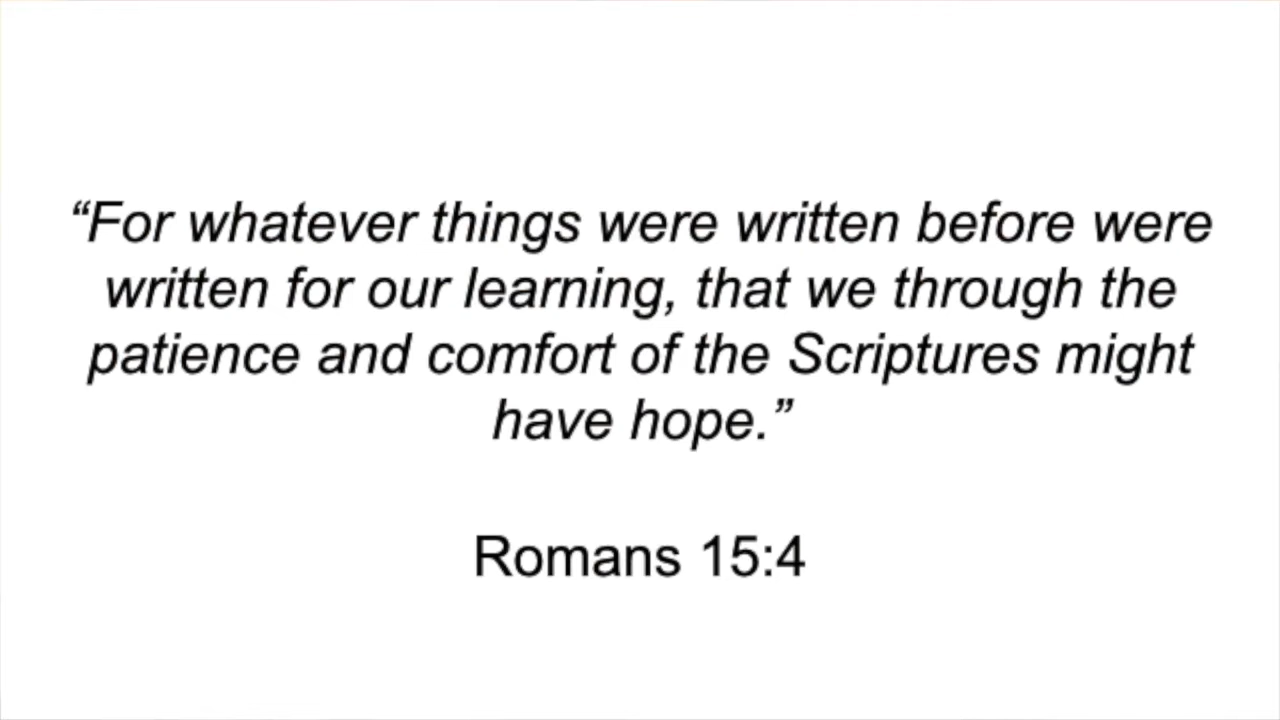 “For whatever things were written before were
written for our learning, that we through the
patience and comfort of the Scriptures might
have hope.”
Romans 15:4